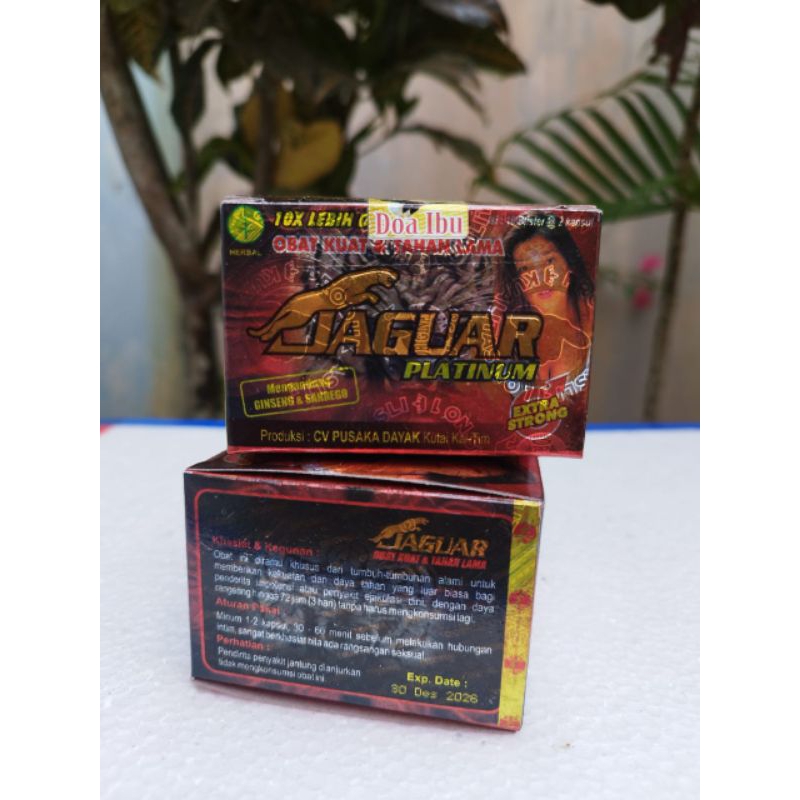 10X LEBIH
Doa Ibu
@ 2 kapsul
OBAT KUAT & TAHAN LAMA
HERBAL
JAGUAR
PLATINUM
GINSENG & SANREGO
EXTRA
STRONG
Produksi : CV PUSAKA DAYAK Kutai Kal-Tim
JAGUAR
OBAT KUAT & TAHAN LAMA
Khasiat & Kegunan :
Obat ini diramu khusus dari tumbuh-tumbuhan alami untuk
memberikan kekuatan dan daya tahan yang luar biasa bagi
penderita impotensi atau penyakit ejakulasi dini, dengan daya
rangsang hingga 72 jam (3 hari) tanpa harus mengkonsumsi lagi.
Aturan Pakai :
Minum 1-2 kapsul, 30 - 60 menit sebelum melakukan hubungan
intim, sangat berkhasiat bila ada rangsangan seksual.
Perhatian :
Pendirita penyakit jantung dianjurkan
tidak mengkonsumsi obat ini.
Exp. Date :
30 Des 2026